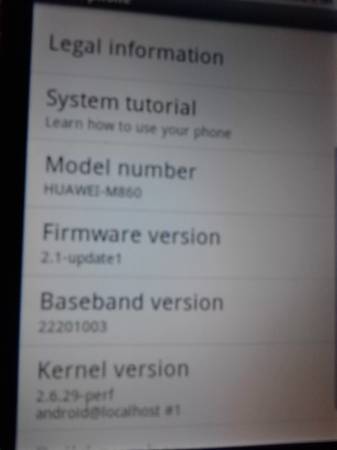 Legal information
System tutorial
Learn how to use your phone
Model number
HUAWEI-M860
Firmware version
2.1-update1
Baseband version
22201003
Kernel version
2.6.29-perf
android@localhost #1